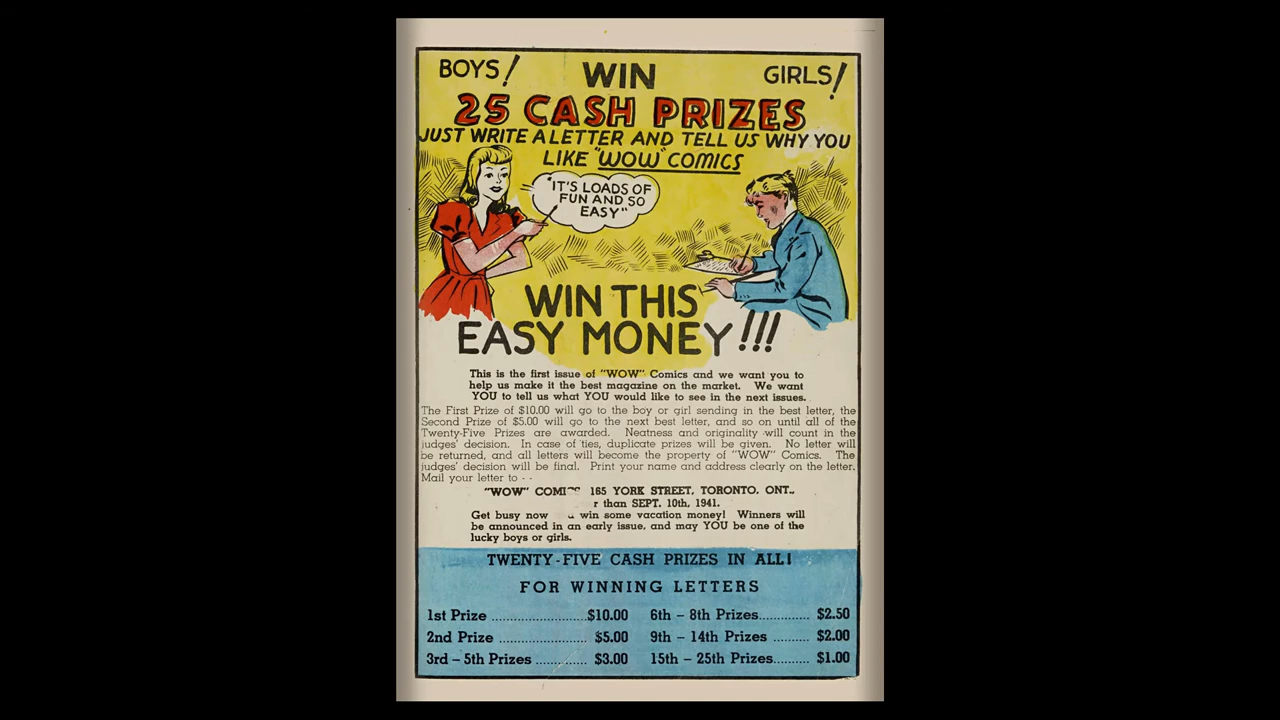 BOYS! WIN GIRLS!
25 CASH PRIZES
JUST WRITE A LETTER AND TELL US WHY YOU
LIKE "WOW" COMICS
"IT'S LOADS OF
FUN AND SO
EASY"
WIN THIS
EASY MONEY!!!
This is the first issue of "WOW" Comics and we want you to
help us make it the best magazine on the market. We want
YOU to tell us what YOU would like to see in the next issues.
The First Prize of $10.00 will go to the boy or girl sending in the best letter, the
Second Prize of $5.00 will go to the next best letter, and so on until all of the
Twenty-Five Prizes are awarded. Neatness and originality will count in the
judges' decision. In case of ties, duplicate prizes will be given. No letter will
be returned, and all letters will become the property of "WOW" Comics. The
judges' decision will be final. Print your name and address clearly on the letter.
Mail your letter to - -
"WOW" 165 YORK STREET, TORONTO, ONT.,
than SEPT. 10th, 1941.
Get busy now win some vacation money! Winners will
be announced in an early issue, and may YOU be one of the
lucky boys or girls.
TWENTY-FIVE CASH PRIZES IN ALL!
FOR WINNING LETTERS
1st Prize ........................$10.00 6th – 8th Prizes............. $2.50
2nd Prize ....................... $5.00 9th – 14th Prizes .......... $2.00
3rd – 5th Prizes ............. $3.00 15th – 25th Prizes......... $1.00